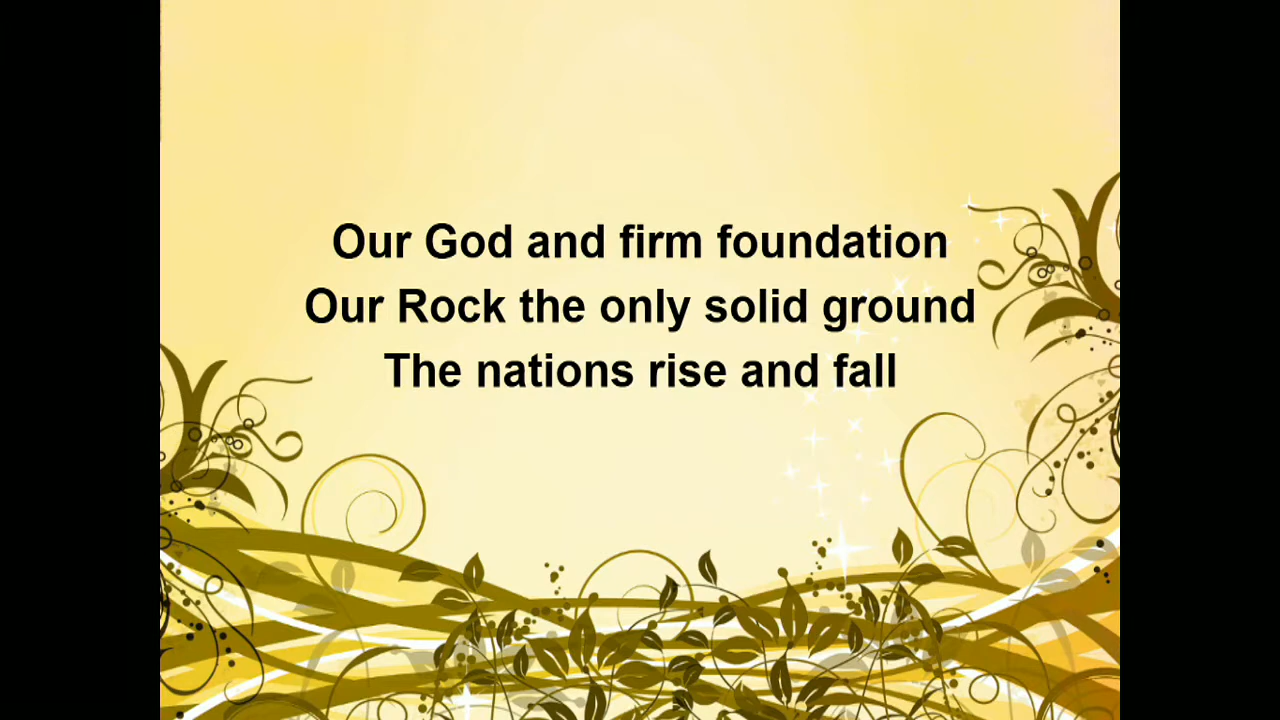 Our God and firm foundation
Our Rock the only solid ground
The nations rise and fall